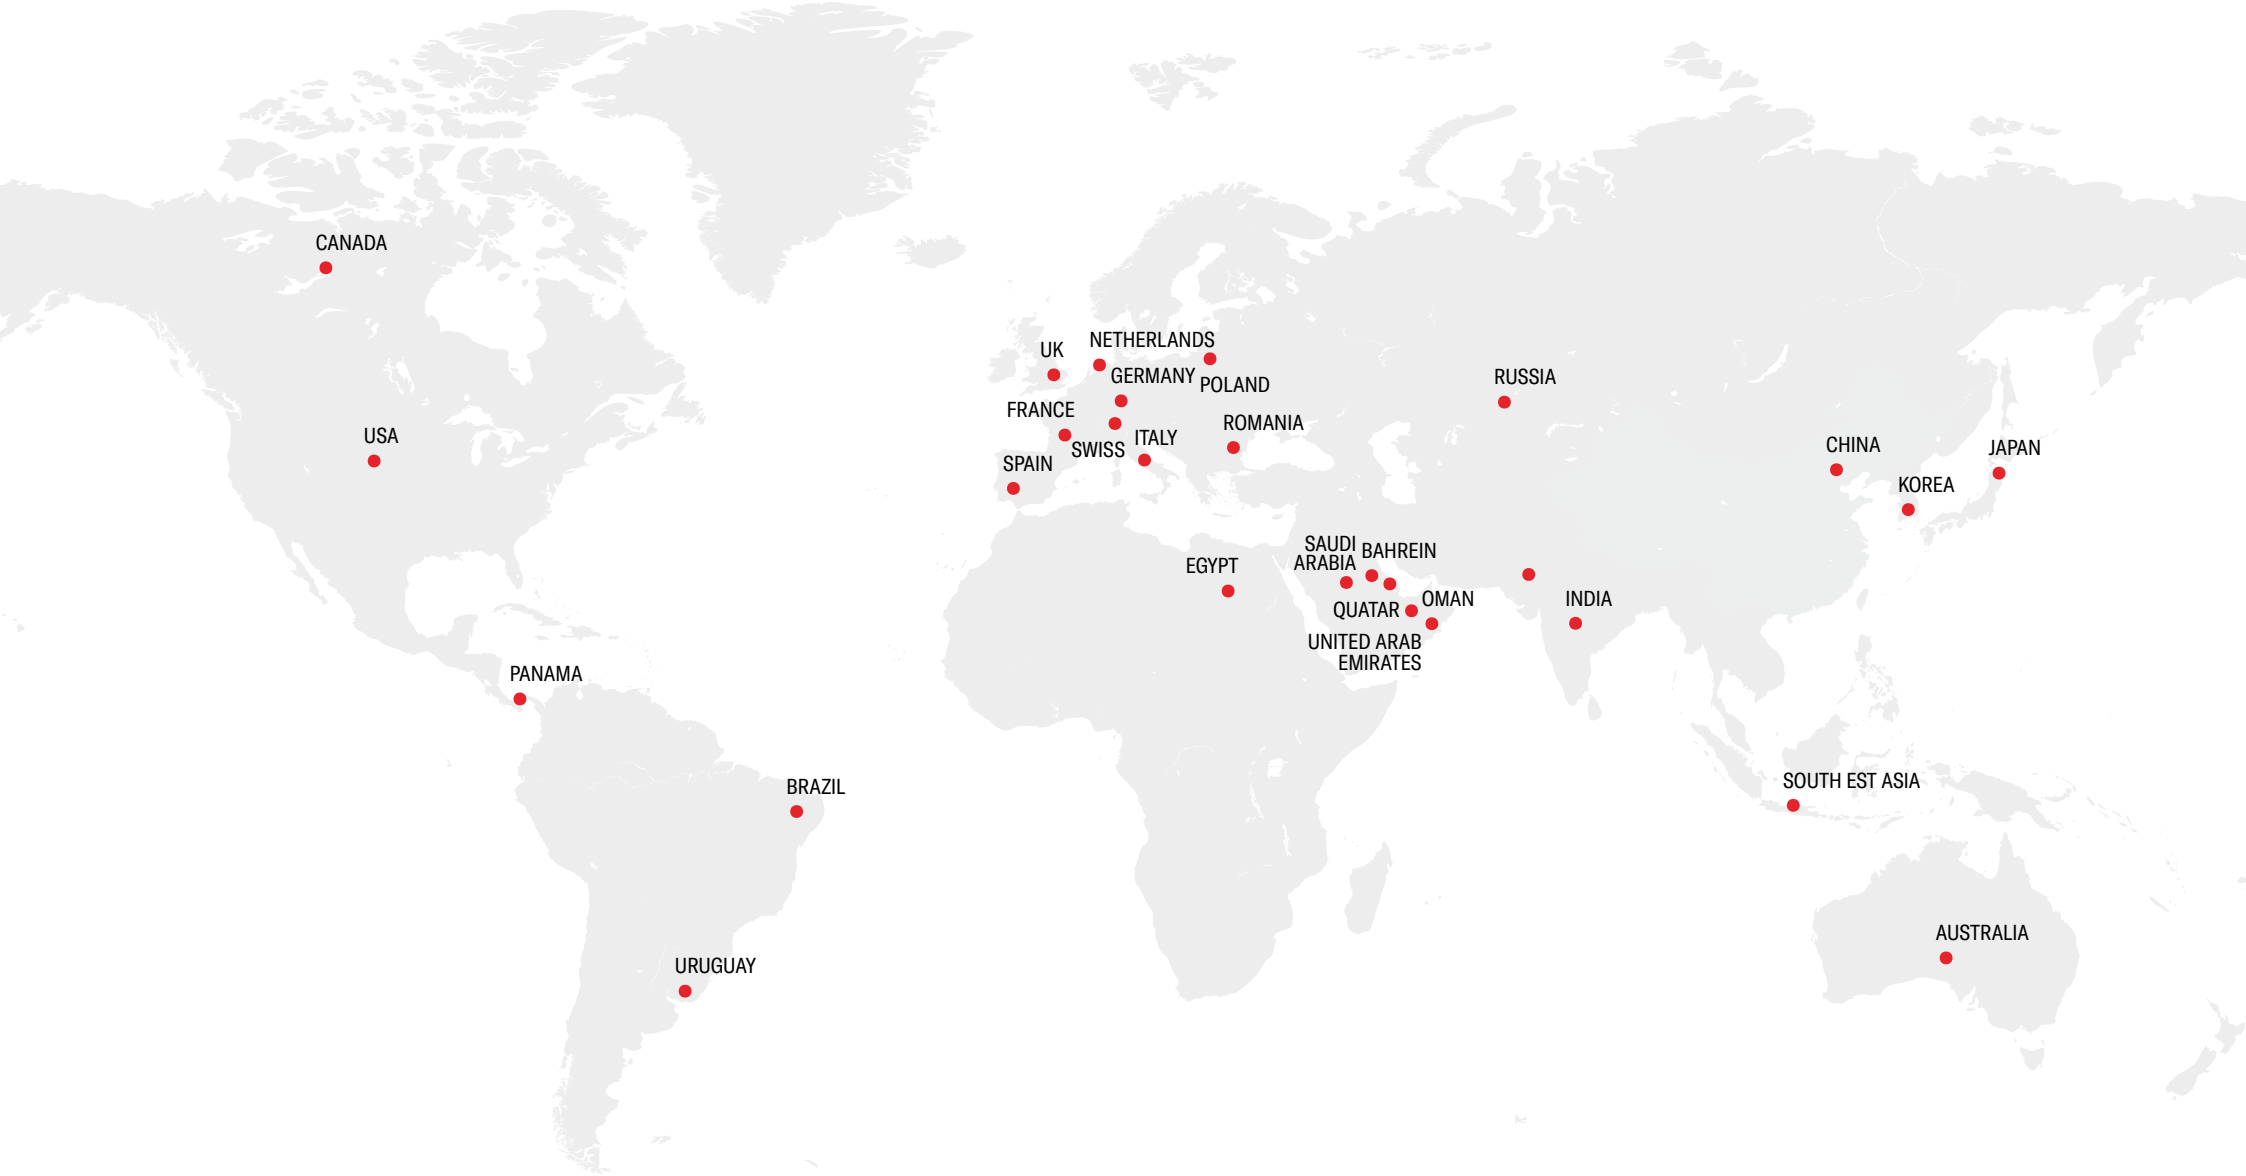 CANADA
USA
PANAMA
BRAZIL
URUGUAY
UK
NETHERLANDS
GERMANY
POLAND
FRANCE
ROMANIA
SWISS
ITALY
SPAIN
RUSSIA
CHINA
JAPAN
KOREA
EGYPT
SAUDI
ARABIA
BAHREIN
QUATAR
OMAN
UNITED ARAB
EMIRATES
INDIA
SOUTH EST ASIA
AUSTRALIA